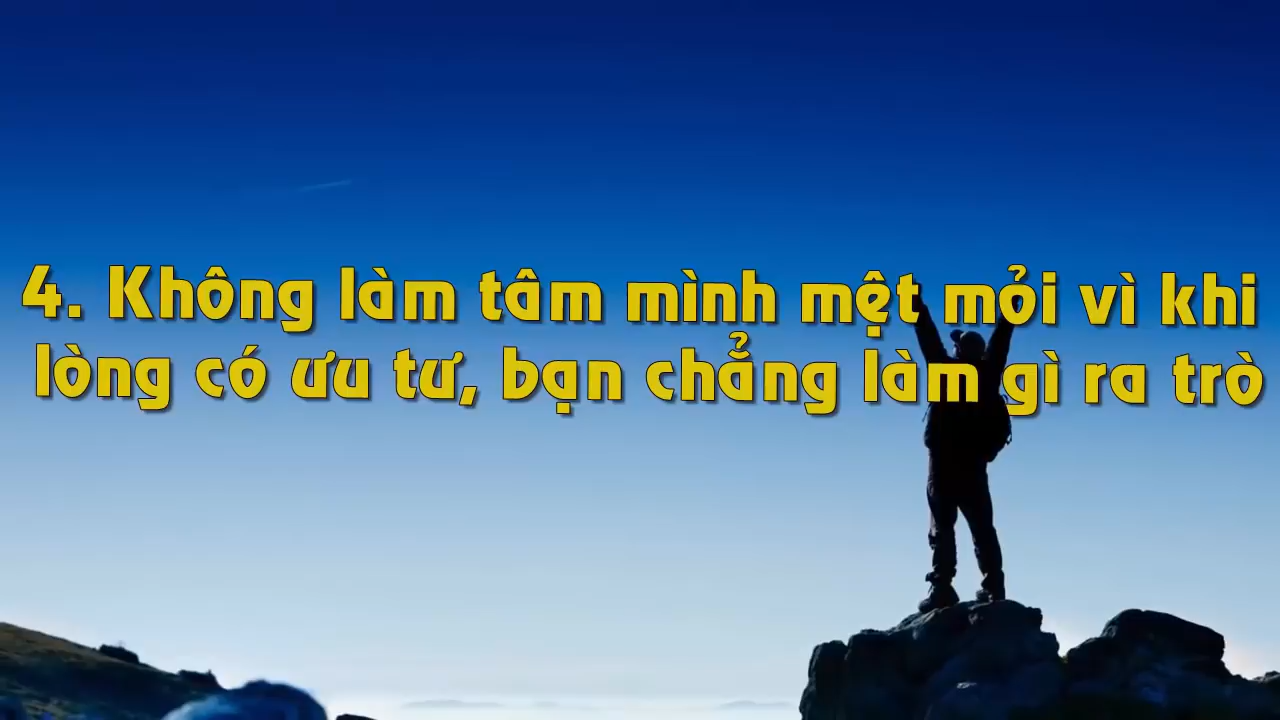 4. Không làm tâm mình mệt mỏi vì khi
lòng có ưu tư, bạn chẳng làm gì ra trò